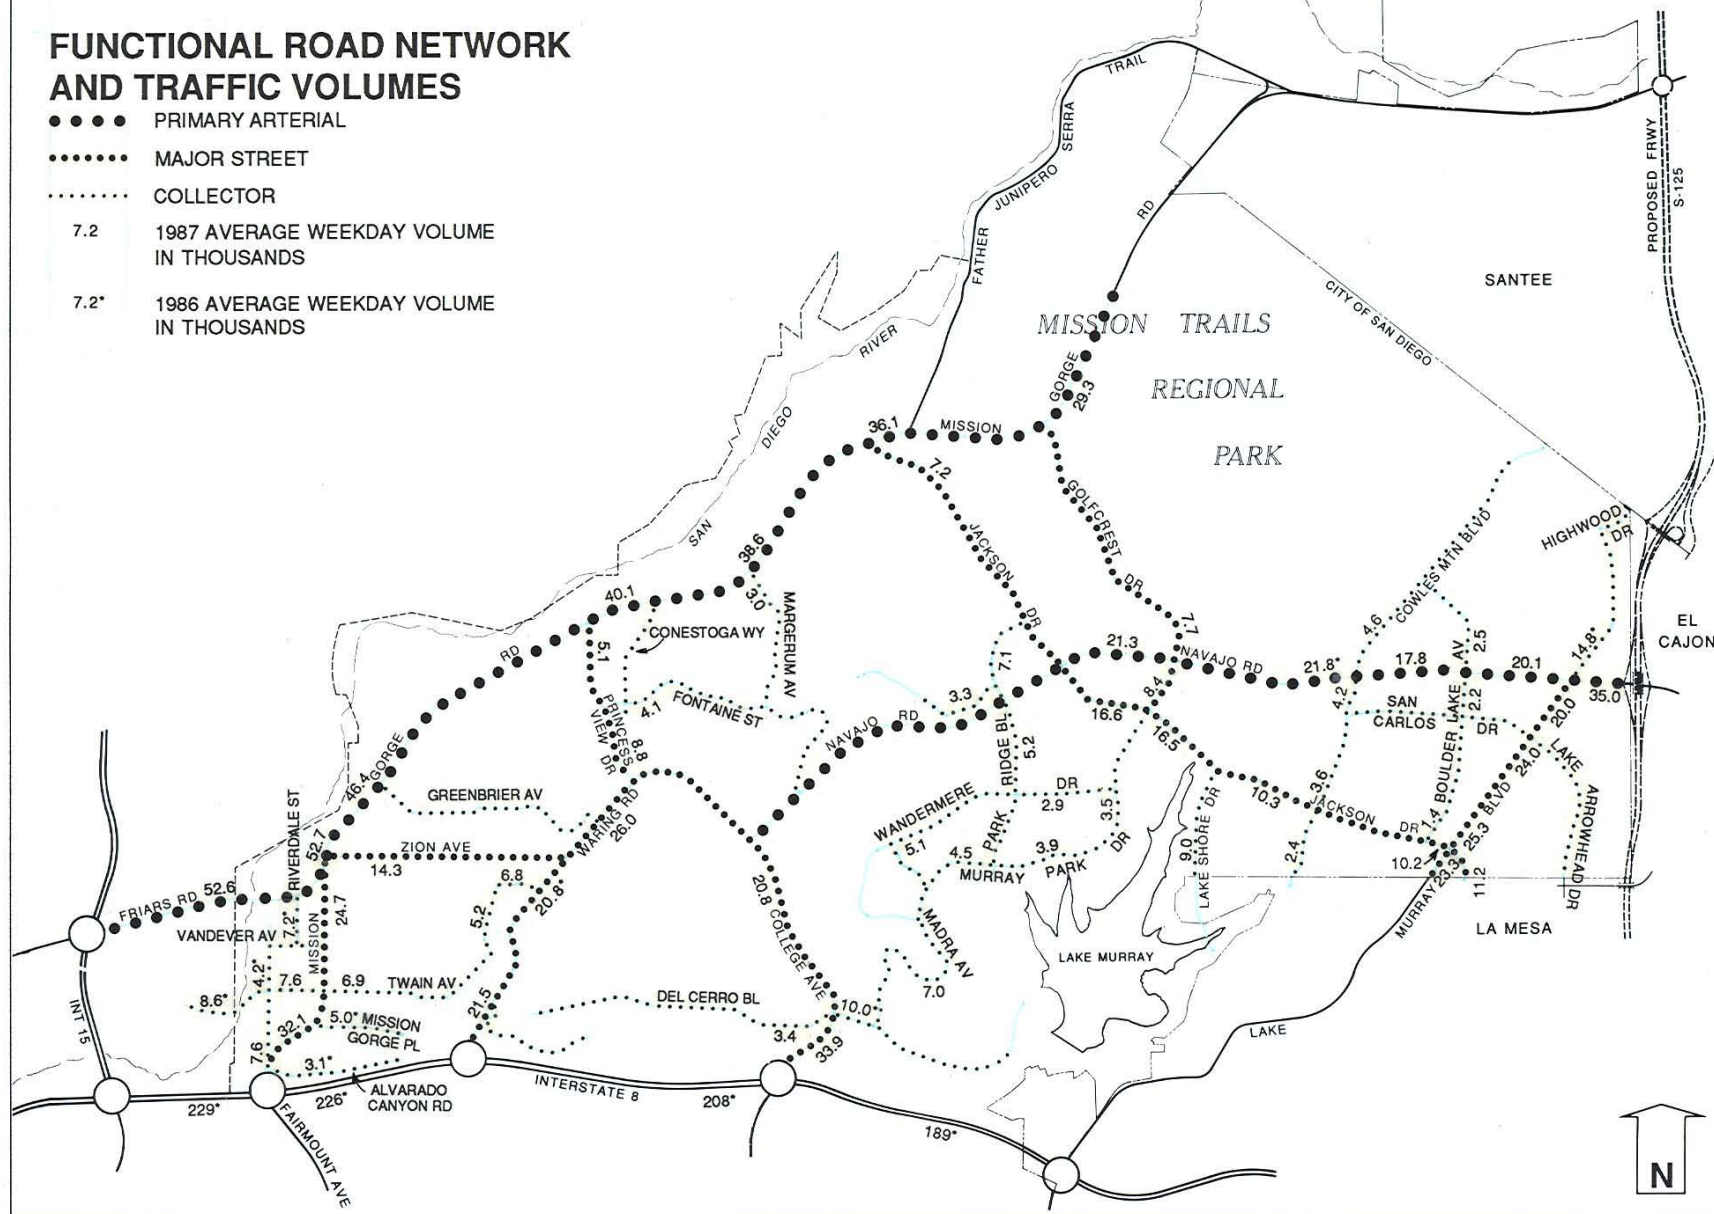 FUNCTIONAL ROAD NETWORK
AND TRAFFIC VOLUMES
PRIMARY ARTERIAL
MAJOR STREET
COLLECTOR
7.2 1987 AVERAGE WEEKDAY VOLUME
IN THOUSANDS
7.2* 1986 AVERAGE WEEKDAY VOLUME
IN THOUSANDS
TRAIL
SERRA
JUNIPERO
FATHER
RD
PROPOSED FRWY
S-125
SANTEE
CITY OF SAN DIEGO
MISSION TRAILS
REGIONAL
PARK
RIVER
DIEGO
SAN
GORGE
29.3
MISSION
36.1
7.2
GOLFCREST
DR
7.7
JACKSON
DR
38.6
3.0
MARGERUM AV
40.1
CONESTOGA WY
5.1
RD
PRINCESS
VIEW DR
8.8
4.1
FONTAINE ST
HIGHWOOD
DR
COWLES MTN BLVD
4.6
2.5
14.8*
EL
CAJON
7.1
21.3
NAVAJO RD
21.8*
17.8
20.1
35.0
3.3
NAVAJO RD
16.6
8.4
16.5
4.2
SAN
CARLOS
DR
BOULDER LAKE AV
2.2
20.0
24.0
LAKE
ARROWHEAD DR
PARK
RIDGE BL
5.2
GORGE
46.4
GREENBRIER AV
WARING RD
26.0
WANDERMERE
DR
2.9
3.5
5.1
4.5
3.9
MURRAY
PARK
DR
10.3
3.6
JACKSON
DR
1.4
BLVD
25.3
10.2
23.3
11.2
2.4
9.0
LAKE SHORE DR
RIVERDALE ST
52.7
ZION AVE
14.3
6.8
20.8*
5.2
20.8
COLLEGE AVE
FRIARS RD
52.6
VANDEVER AV
7.2*
MISSION
24.7
MADRA AV
7.0
LAKE MURRAY
MURRAY
LA MESA
4.2*
7.6
6.9
TWAIN AV
8.6*
DEL CERRO BL
10.0*
3.4
33.9
21.5
INT 15
32.1
5.0* MISSION
GORGE PL
7.6
3.1*
ALVARADO
CANYON RD
LAKE
229*
226*
INTERSTATE 8
208*
189*
FAIRMOUNT AVE
N